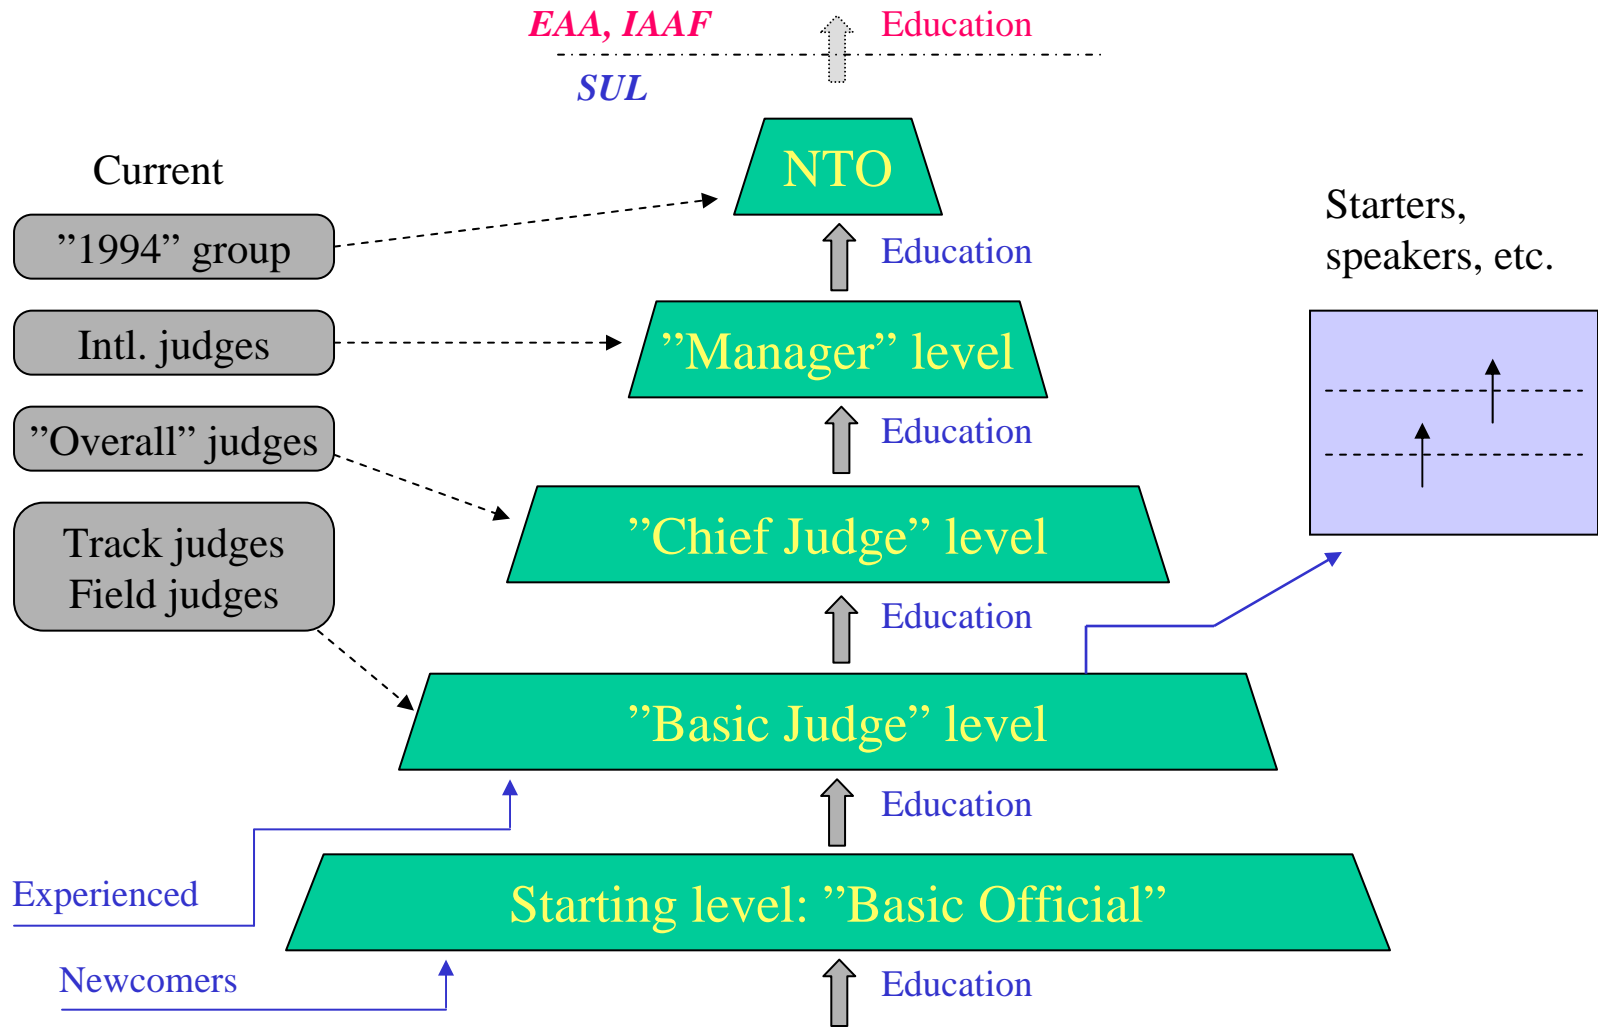 EAA, IAAF
Education
SUL
NTO
Current
”1994” group
Education
Starters,
speakers, etc.
Intl. judges
”Manager” level
”Overall” judges
Education
Track judges
Field judges
”Chief Judge” level
Education
”Basic Judge” level
Education
Experienced
Starting level: ”Basic Official”
Newcomers
Education